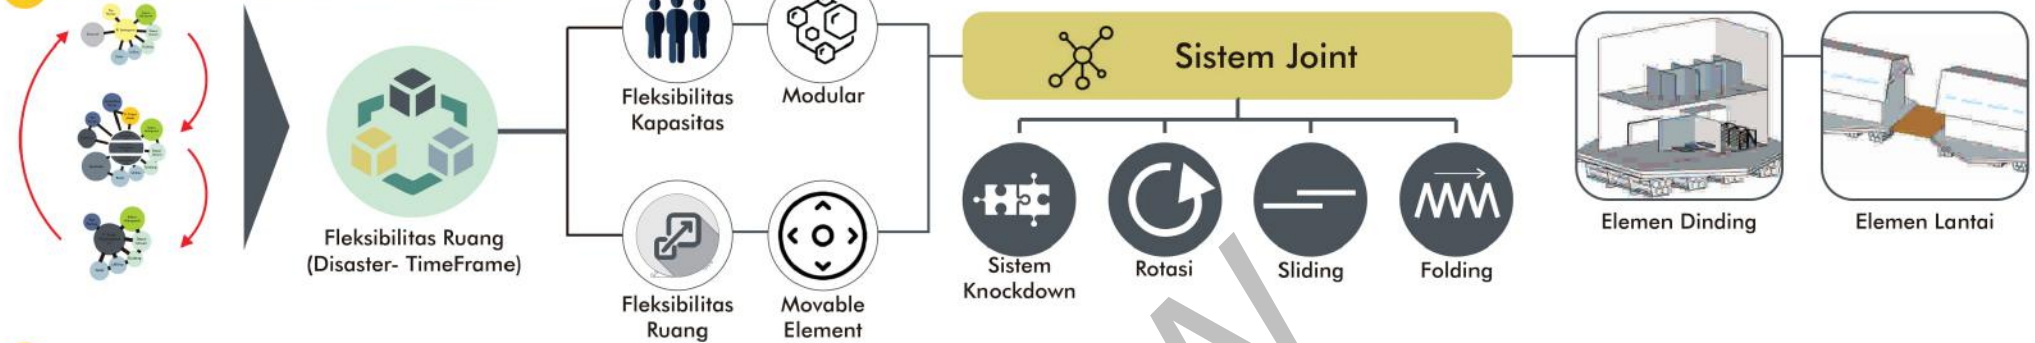 Fleksibilitas Ruang
(Disaster- TimeFrame)
Fleksibilitas
Kapasitas
Modular
Fleksibilitas
Ruang
Movable
Element
Sistem Joint
Sistem
Knockdown
Rotasi
Sliding
Folding
Elemen Dinding
Elemen Lantai